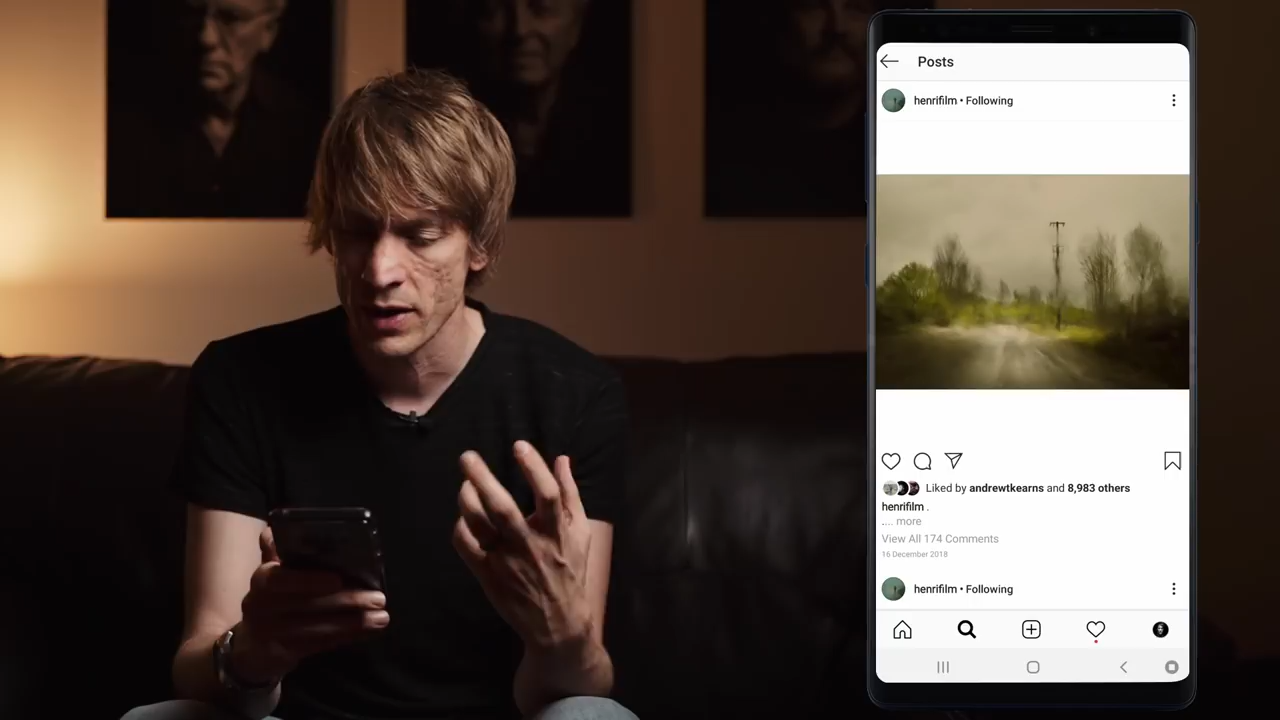 Posts
henrifilm • Following
Liked by andrewtkearns and 8,983 others
henrifilm .
.... more
View All 174 Comments
16 December 2018
henrifilm • Following